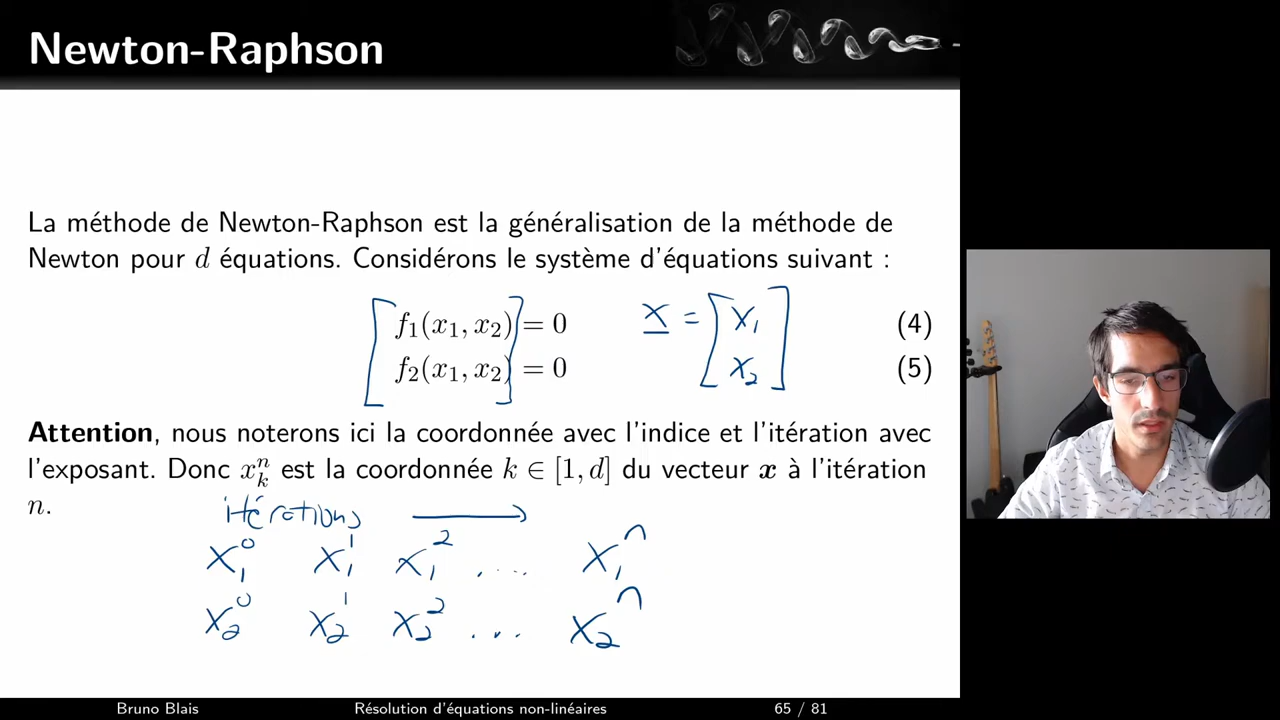 Newton-Raphson
La méthode de Newton-Raphson est la généralisation de la méthode de
Newton pour d équations. Considérons le système d'équations suivant :
f₁(x₁, x₂) = 0 x = [x₁ (4)
f₂(x₁, x₂) = 0 x₂] (5)
Attention, nous noterons ici la coordonnée avec l'indice et l'itération avec
l'exposant. Donc xₖⁿ est la coordonnée k ∈ [1, d] du vecteur x à l'itération
n.
itérations →
x₁⁰ x₁¹ x₁² .... x₁ⁿ
x₂⁰ x₂¹ x₂² ... x₂ⁿ
Bruno Blais Résolution d'équations non-linéaires 65 / 81